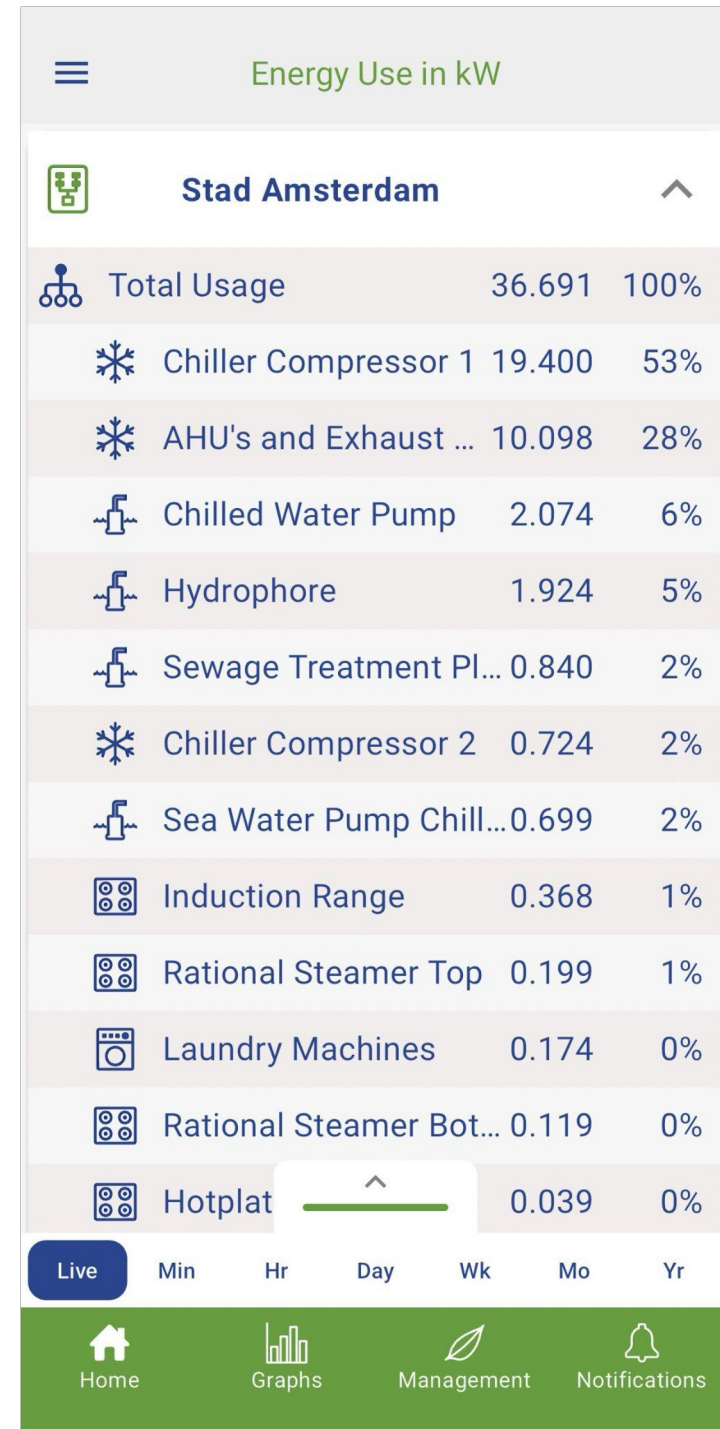 Energy Use in kW
Stad Amsterdam
Total Usage 36.691 100%
Chiller Compressor 1 19.400 53%
AHU's and Exhaust ... 10.098 28%
Chilled Water Pump 2.074 6%
Hydrophore 1.924 5%
Sewage Treatment Pl... 0.840 2%
Chiller Compressor 2 0.724 2%
Sea Water Pump Chill... 0.699 2%
Induction Range 0.368 1%
Rational Steamer Top 0.199 1%
Laundry Machines 0.174 0%
Rational Steamer Bot... 0.119 0%
Hotplat 0.039 0%
Live Min Hr Day Wk Mo Yr
Home Graphs Management Notifications